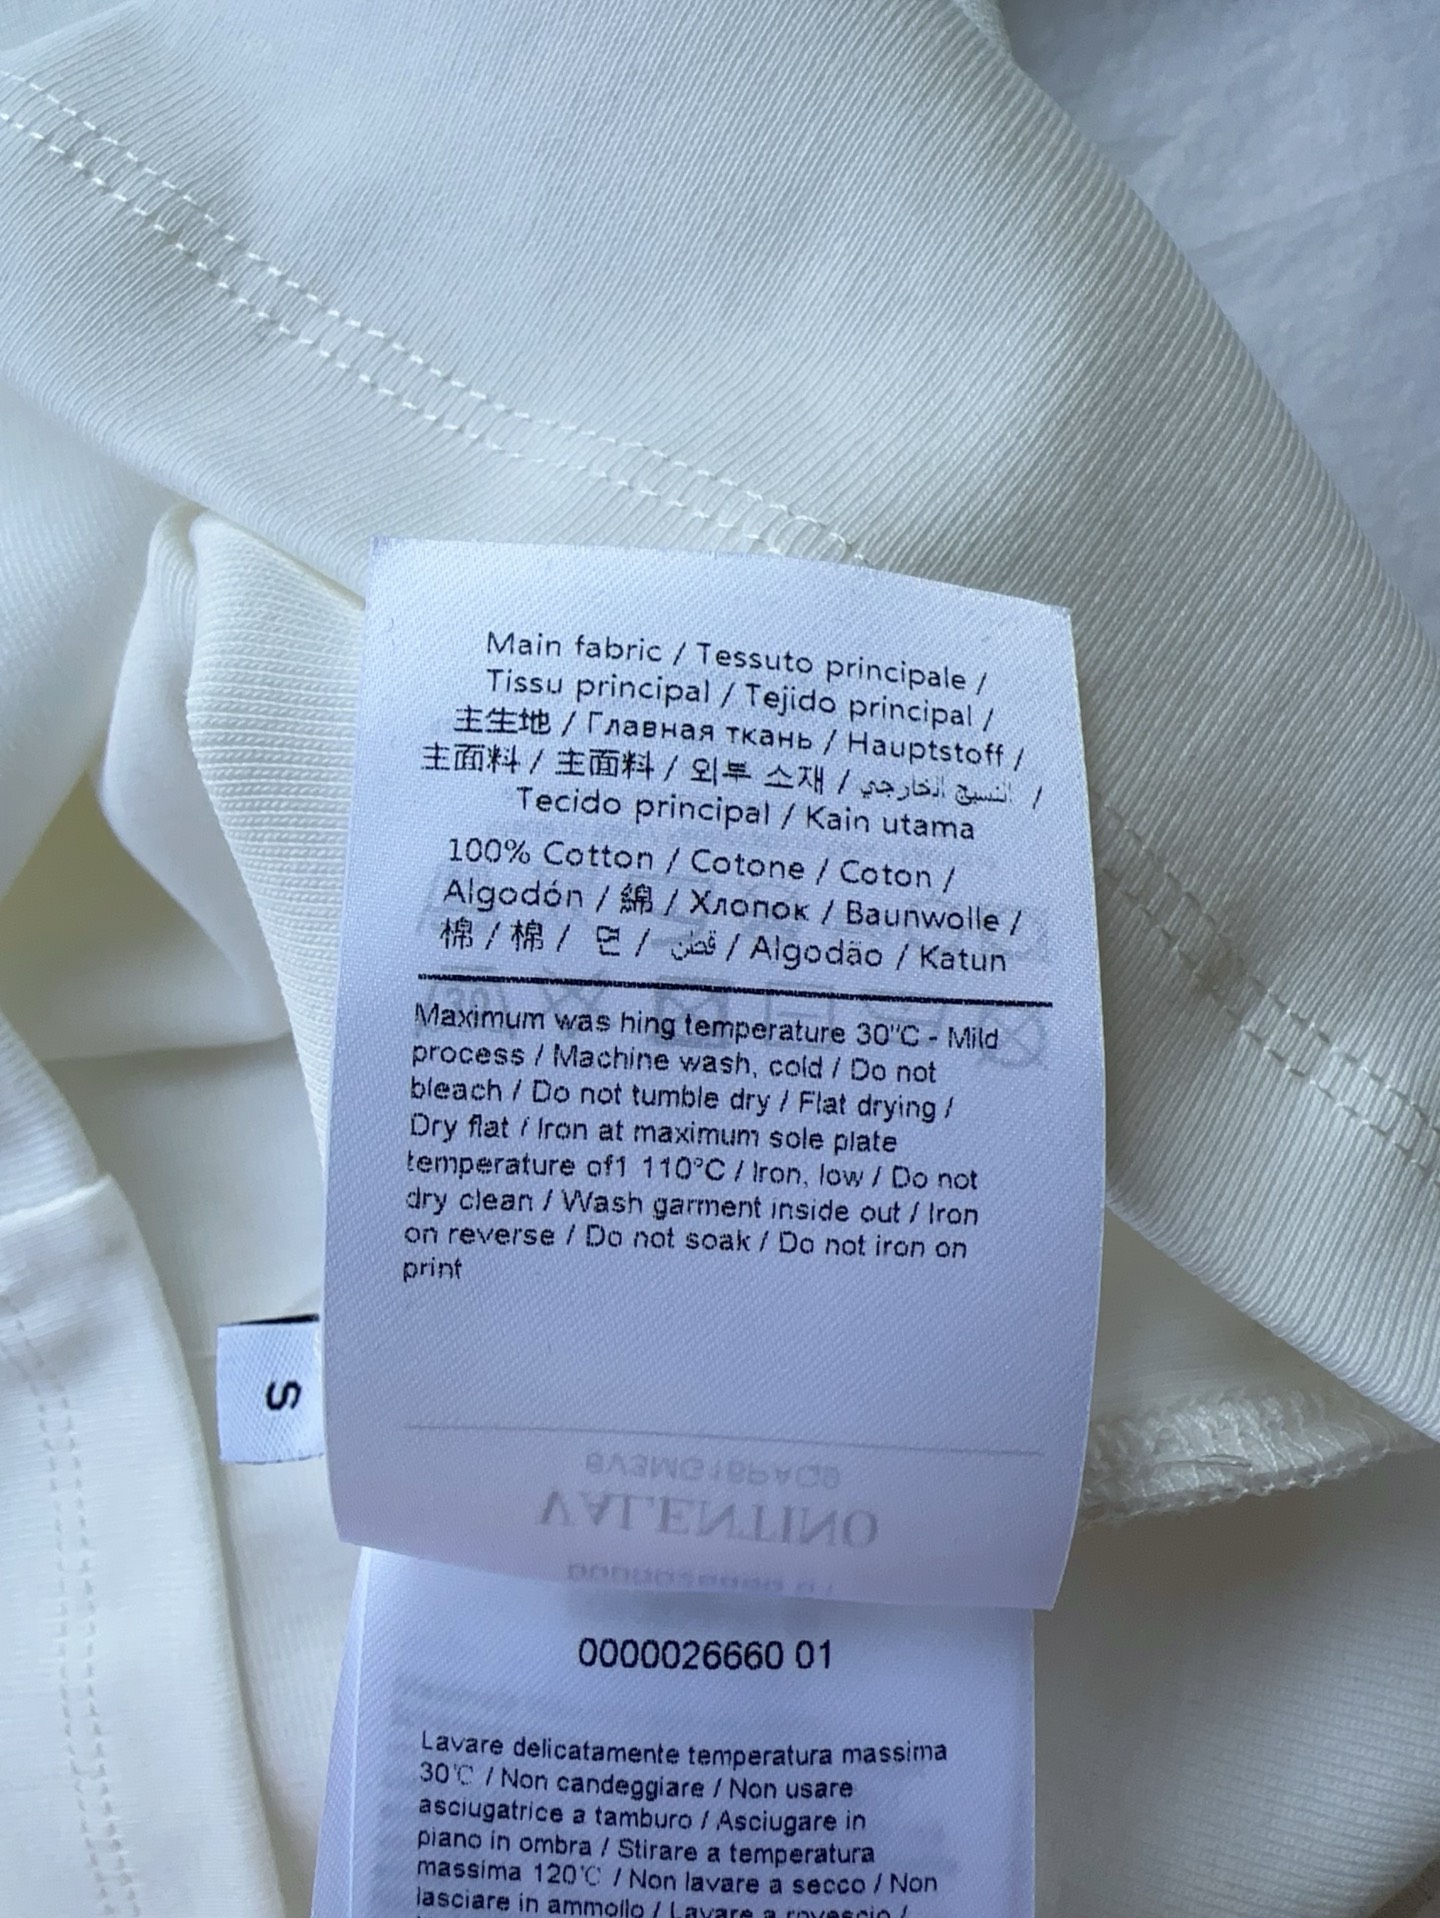 Main fabric / Tessuto principale /
Tissu principal / Tejido principal /
主生地 / Главная ткань / Hauptstoff /
主面料 / 主面料 / 외부 소재 / النسيج الخارجي /
Tecido principal / Kain utama
100% Cotton / Cotone / Coton /
Algodón / 綿 / Хлопок / Baunwolle /
棉 / 棉 / 면 / قطن / Algodão / Katun
Maximum was hing temperature 30"C - Mild
process / Machine wash, cold / Do not
bleach / Do not tumble dry / Flat drying /
Dry flat / Iron at maximum sole plate
temperature of1 110°C / Iron, low / Do not
dry clean / Wash garment inside out / Iron
on reverse / Do not soak / Do not iron on
print
S
6V3MG16PAG9
VALENTINO
0000026660 01
Lavare delicatamente temperatura massima
30℃ / Non candeggiare / Non usare
asciugatrice a tamburo / Asciugare in
piano in ombra / Stirare a temperatura
massima 120℃ / Non lavare a secco / Non
lasciare in ammollo / Lavare a rovescio /